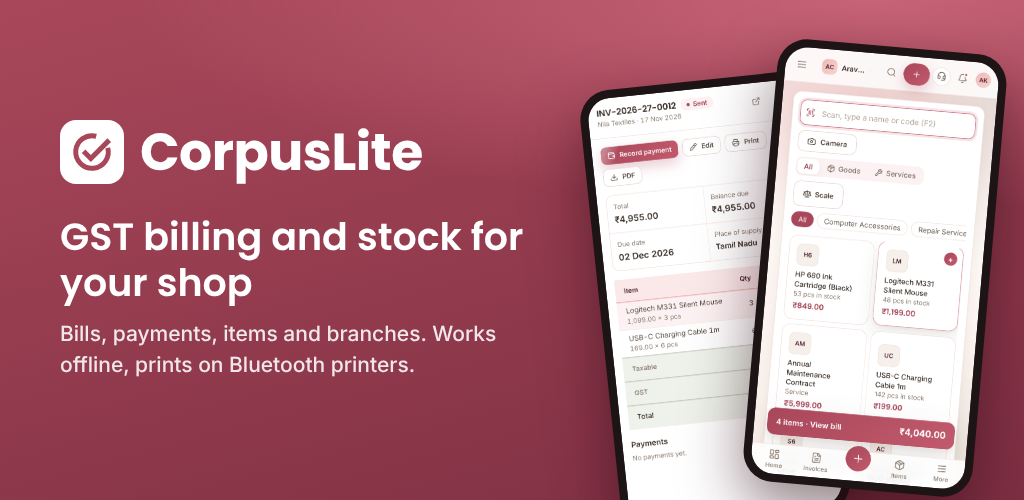 CorpusLite
GST billing and stock for
your shop
Bills, payments, items and branches. Works
offline, prints on Bluetooth printers.
INV-2026-27-0012
Sent
Nila Textiles · 17 Nov 2026
Record payment
Edit
Print
PDF
Total
₹4,955.00
Balance due
₹4,955.00
Due date
02 Dec 2026
Place of supply
Tamil Nadu
Item
Qty
Logitech M331 Silent Mouse
3
1,099.00 × 3 pcs
USB-C Charging Cable 1m
169.00 × 6 pcs
Taxable
GST
Total
Payments
No payments yet.
AC
Arav...
AK
Scan, type a name or code (F2)
Camera
All
Goods
Services
Scale
All
Computer Accessories
Repair Service
H6
HP 680 Ink
Cartridge (Black)
53 pcs in stock
₹849.00
LM
Logitech M331
Silent Mouse
46 pcs in stock
₹1,199.00
AM
Annual
Maintenance
Contract
Service
₹5,999.00
UC
USB-C Charging
Cable 1m
142 pcs in stock
₹199.00
4 items · View bill
₹4,040.00
S6
AC
Home
Invoices
Items
More